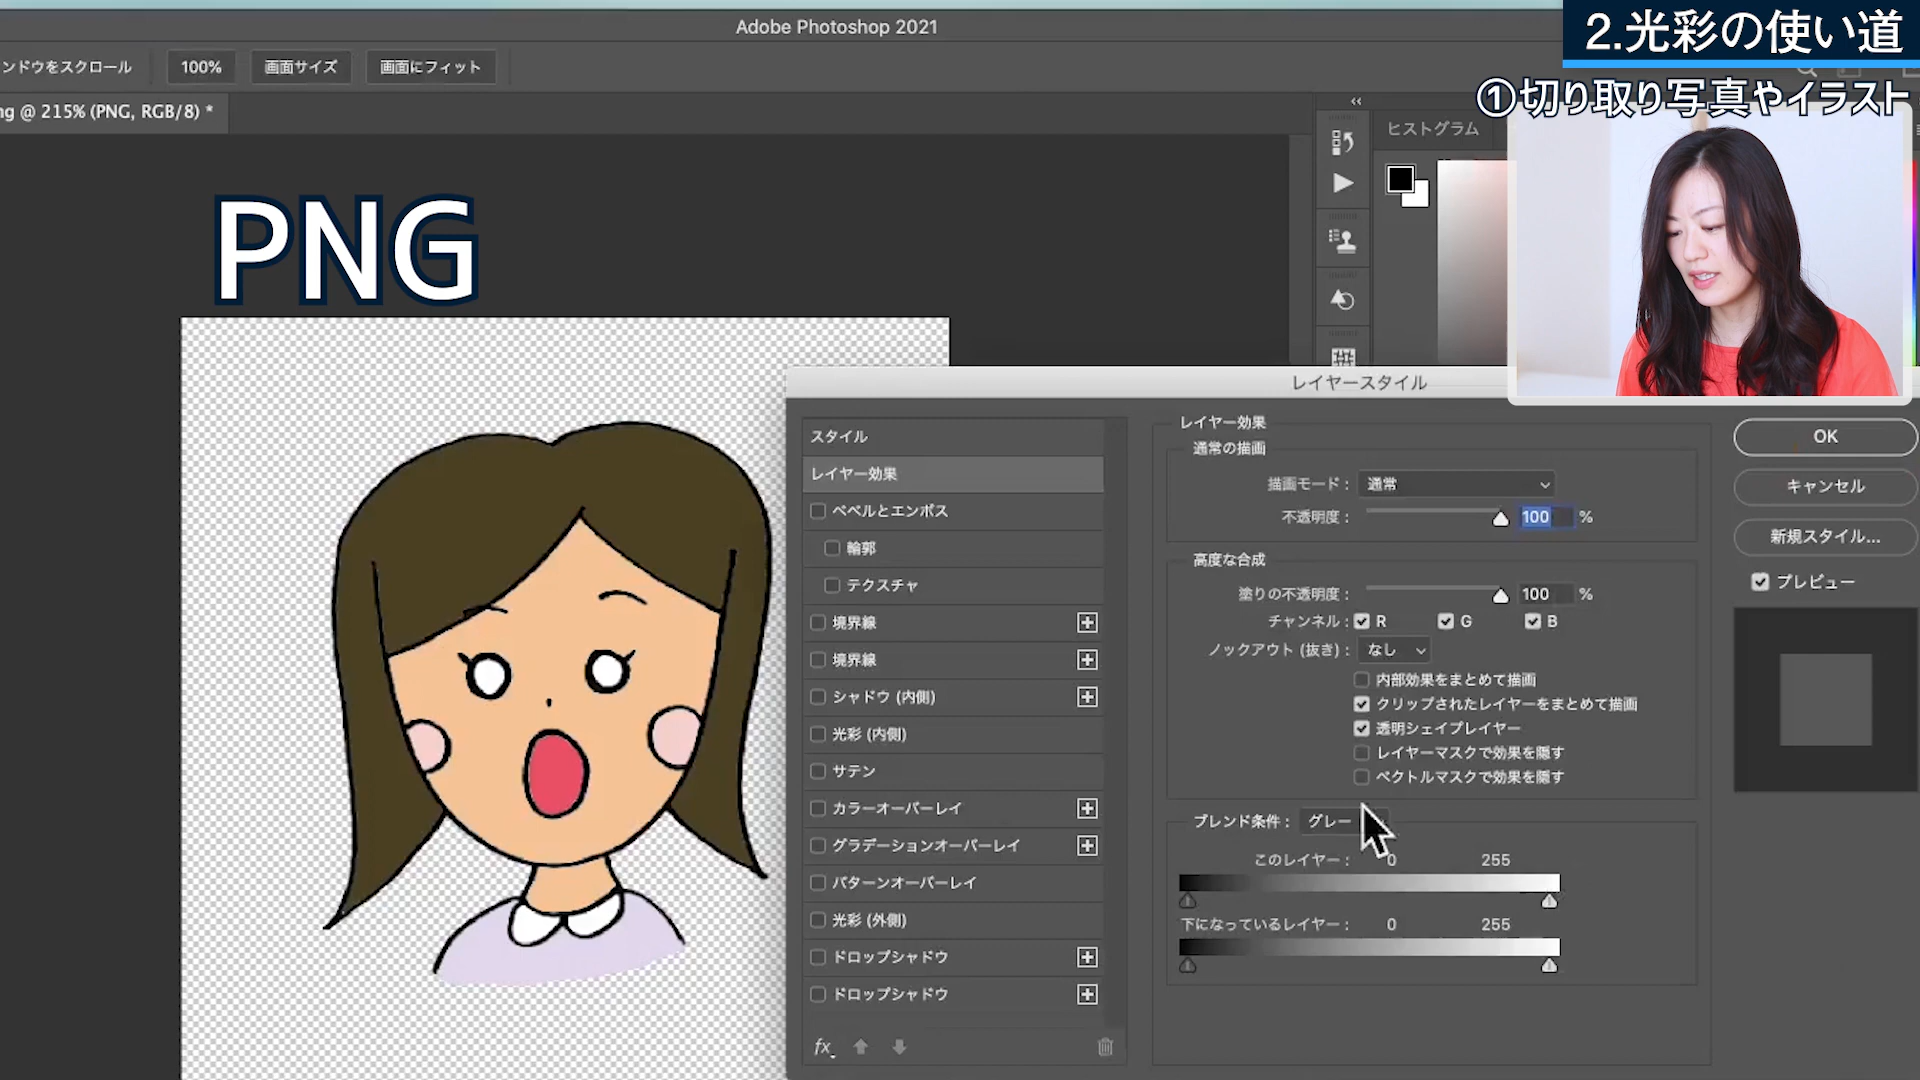 Adobe Photoshop 2021
2.光彩の使い道
ンドウをスクロール
100%
画面サイズ
画面にフィット
①切り取り写真やイラスト
ng @ 215% (PNG, RGB/8) *
ヒストグラム
PNG
レイヤースタイル
スタイル
レイヤー効果
ベベルとエンボス
輪郭
テクスチャ
境界線
境界線
シャドウ (内側)
光彩 (内側)
サテン
カラーオーバーレイ
グラデーションオーバーレイ
パターンオーバーレイ
光彩 (外側)
ドロップシャドウ
ドロップシャドウ
fx
レイヤー効果
通常の描画
描画モード： 通常
不透明度： 100 %
高度な合成
塗りの不透明度： 100 %
チャンネル： R G B
ノックアウト (抜き)： なし
内部効果をまとめて描画
クリップされたレイヤーをまとめて描画
透明シェイプレイヤー
レイヤーマスクで効果を隠す
ベクトルマスクで効果を隠す
ブレンド条件： グレー
このレイヤー： 0 255
下になっているレイヤー： 0 255
OK
キャンセル
新規スタイル...
プレビュー